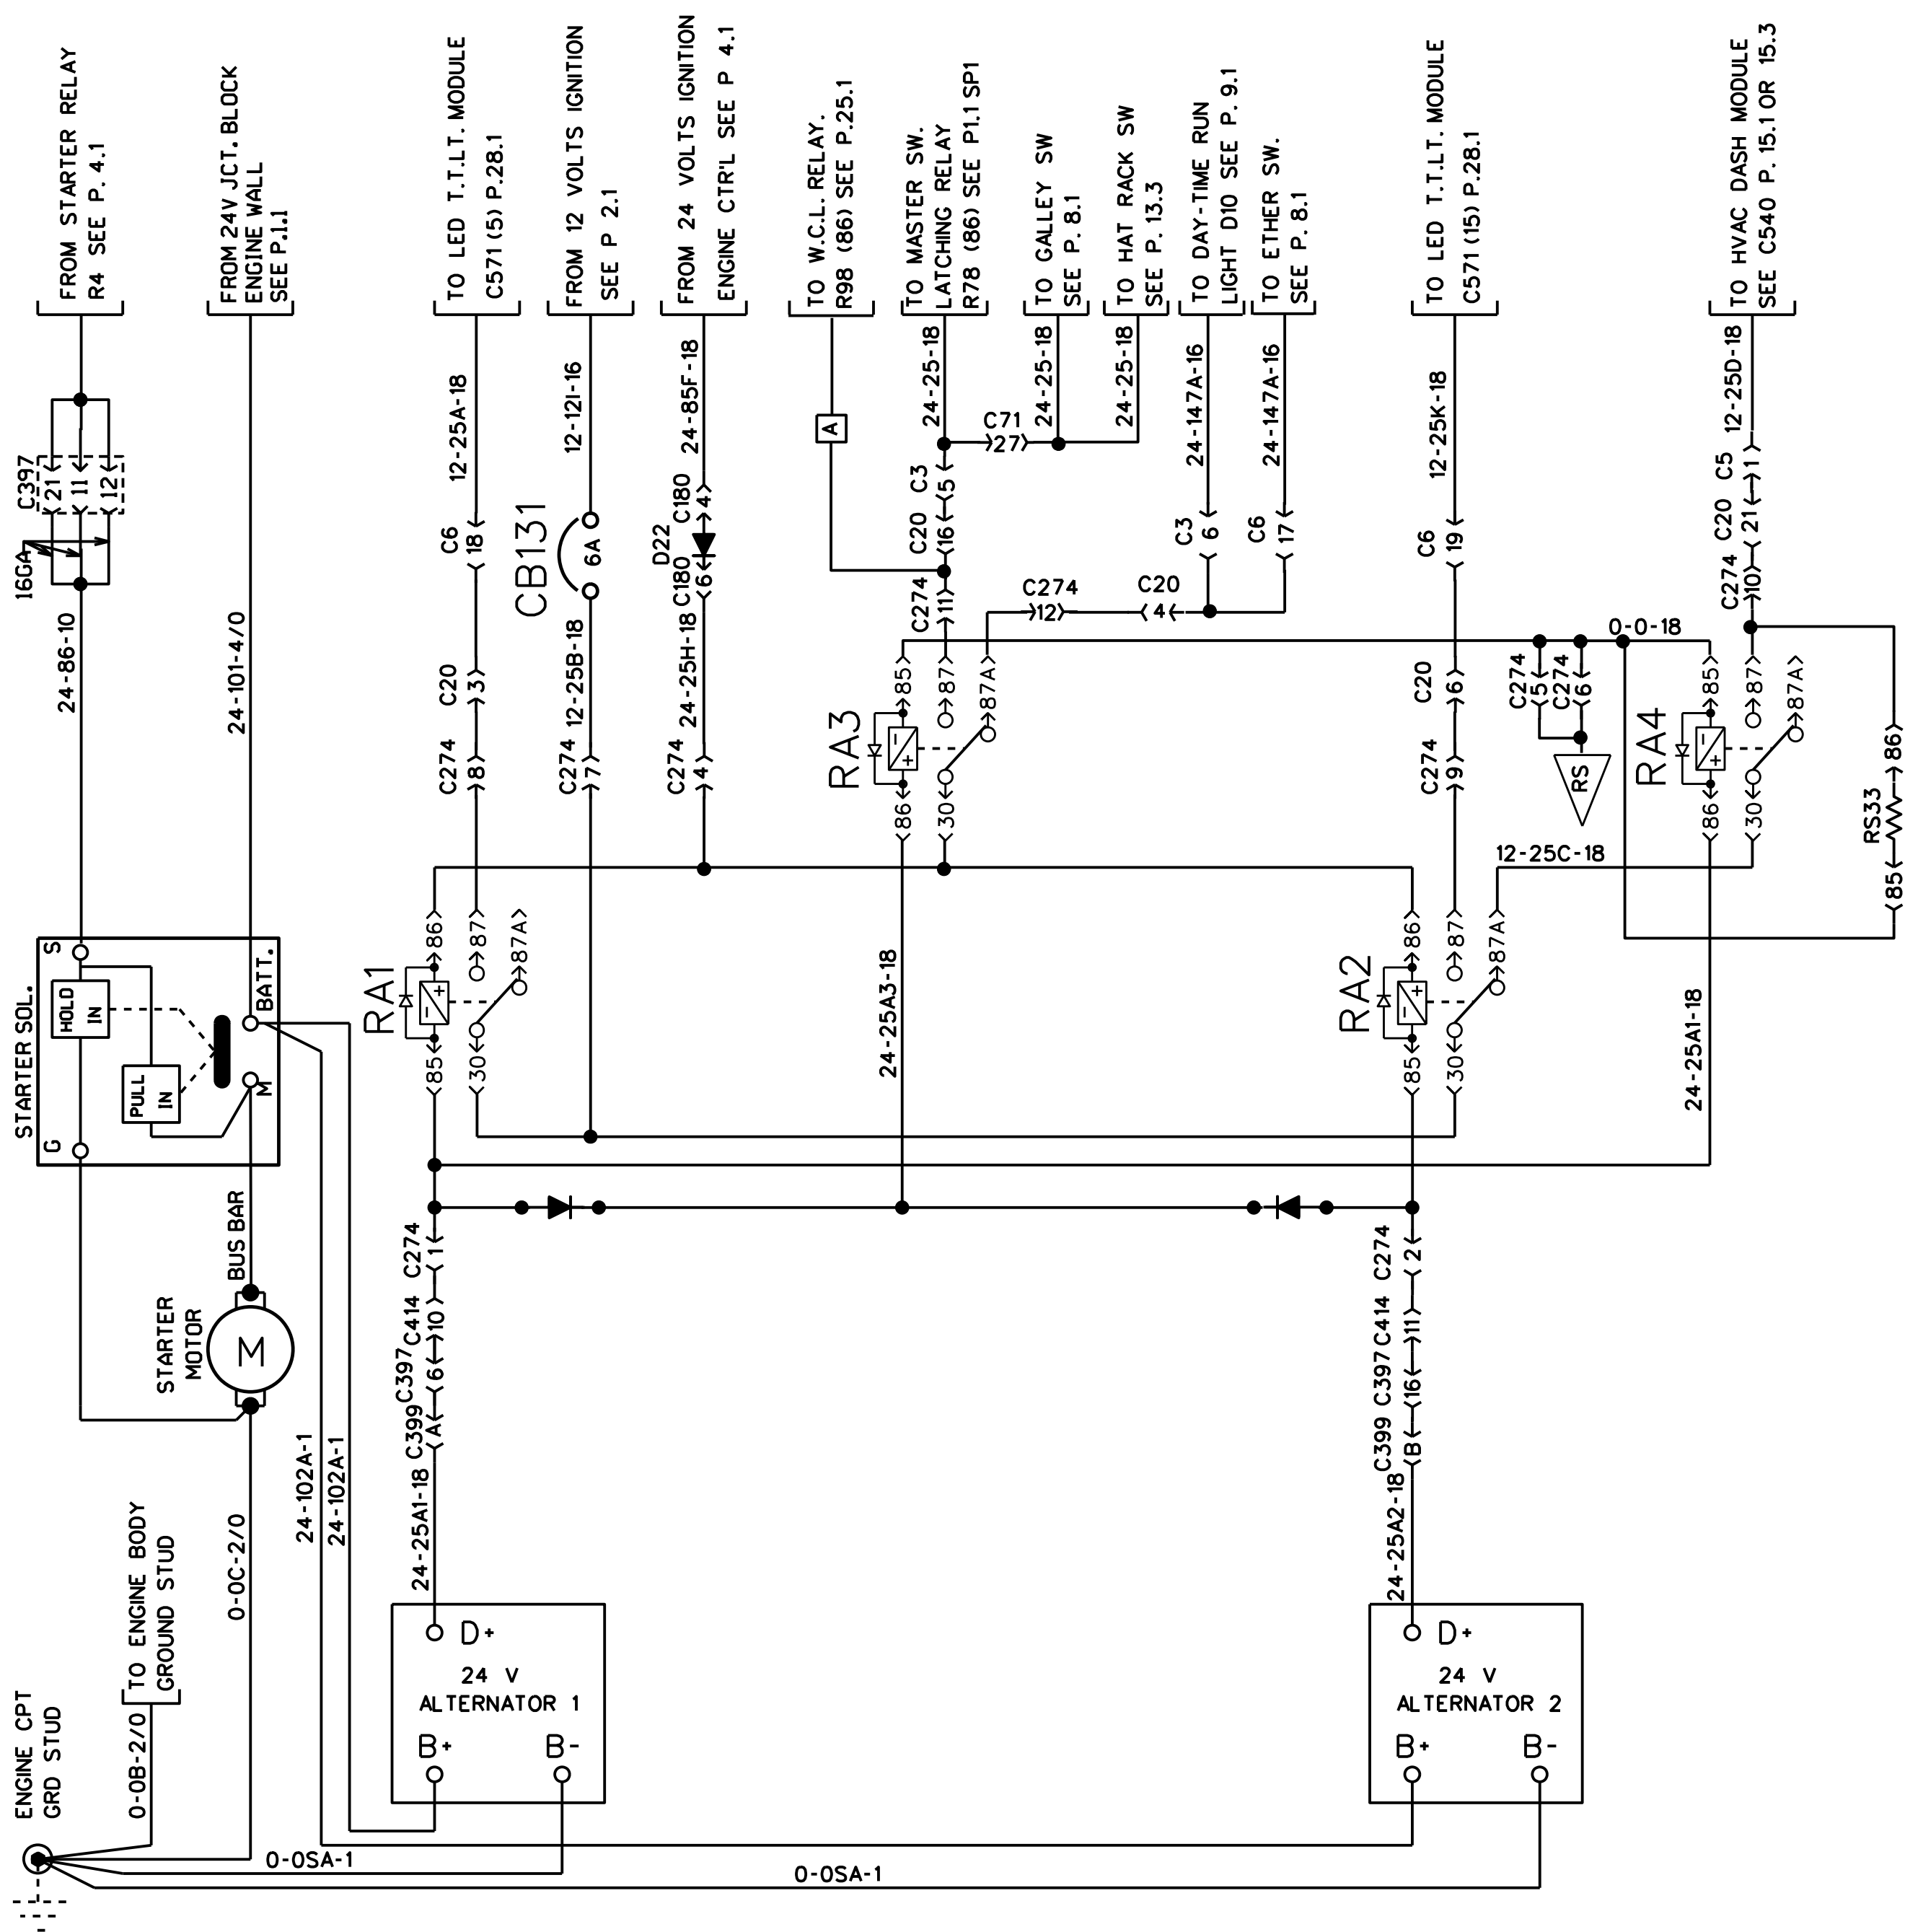 FROM STARTER RELAY
R4 SEE P. 4.1
FROM 24V JCT. BLOCK
ENGINE WALL
SEE P.1.1
TO LED T.T.LT. MODULE
C571 (5) P.28.1
FROM 12 VOLTS IGNITION
SEE P 2.1
FROM 24 VOLTS IGNITION
ENGINE CTR'L SEE P 4.1
TO W.C.L. RELAY.
R98 (86) SEE P.25.1
TO MASTER SW.
LATCHING RELAY
R78 (86) SEE P1.1 SP1
TO GALLEY SW
SEE P. 8.1
TO HAT RACK SW
SEE P. 13.3
TO DAY-TIME RUN
LIGHT D10 SEE P. 9.1
TO ETHER SW.
SEE P. 8.1
TO LED T.T.LT. MODULE
C571 (15) P.28.1
TO HVAC DASH MODULE
SEE C540 P. 15.1 OR 15.3
C397
21
11
12
16GA
24-86-10
24-101-4/0
12-25A-18
C6
18
C20
3
C274
8
12-12I-16
CB131
6A
12-25B-18
C274
7
24-85F-18
C180
4
D22
C180
6
24-25H-18
C274
4
A
24-25-18
C71
27
24-25-18
24-25-18
C3
5
C20
16
C274
11
24-147A-16
C3
6
24-147A-16
C6
17
C274
12
C20
4
12-25K-18
C6
19
C20
6
C274
9
12-25D-18
C5
1
C20
21
C274
10
0-0-18
C274
5
C274
6
RS
RA3
85
87
87A
86
30
- +
RA4
85
87
87A
86
30
- +
86
RS33
85
12-25C-18
STARTER SOL.
S
HOLD
IN
BATT.
PULL
IN
M
G
RA1
86
87
87A
85
30
- +
24-25A3-18
RA2
86
87
87A
85
30
- +
24-25A1-18
BUS BAR
STARTER
MOTOR
M
C274
1
C414
10
C397
6
C399
A
24-25A1-18
C274
2
C414
11
C397
16
C399
B
24-25A2-18
24-102A-1
24-102A-1
0-0C-2/0
TO ENGINE BODY
GROUND STUD
0-0B-2/0
ENGINE CPT
GRD STUD
D+
24 V
ALTERNATOR 1
B+ B-
D+
24 V
ALTERNATOR 2
B+ B-
0-0SA-1
0-0SA-1